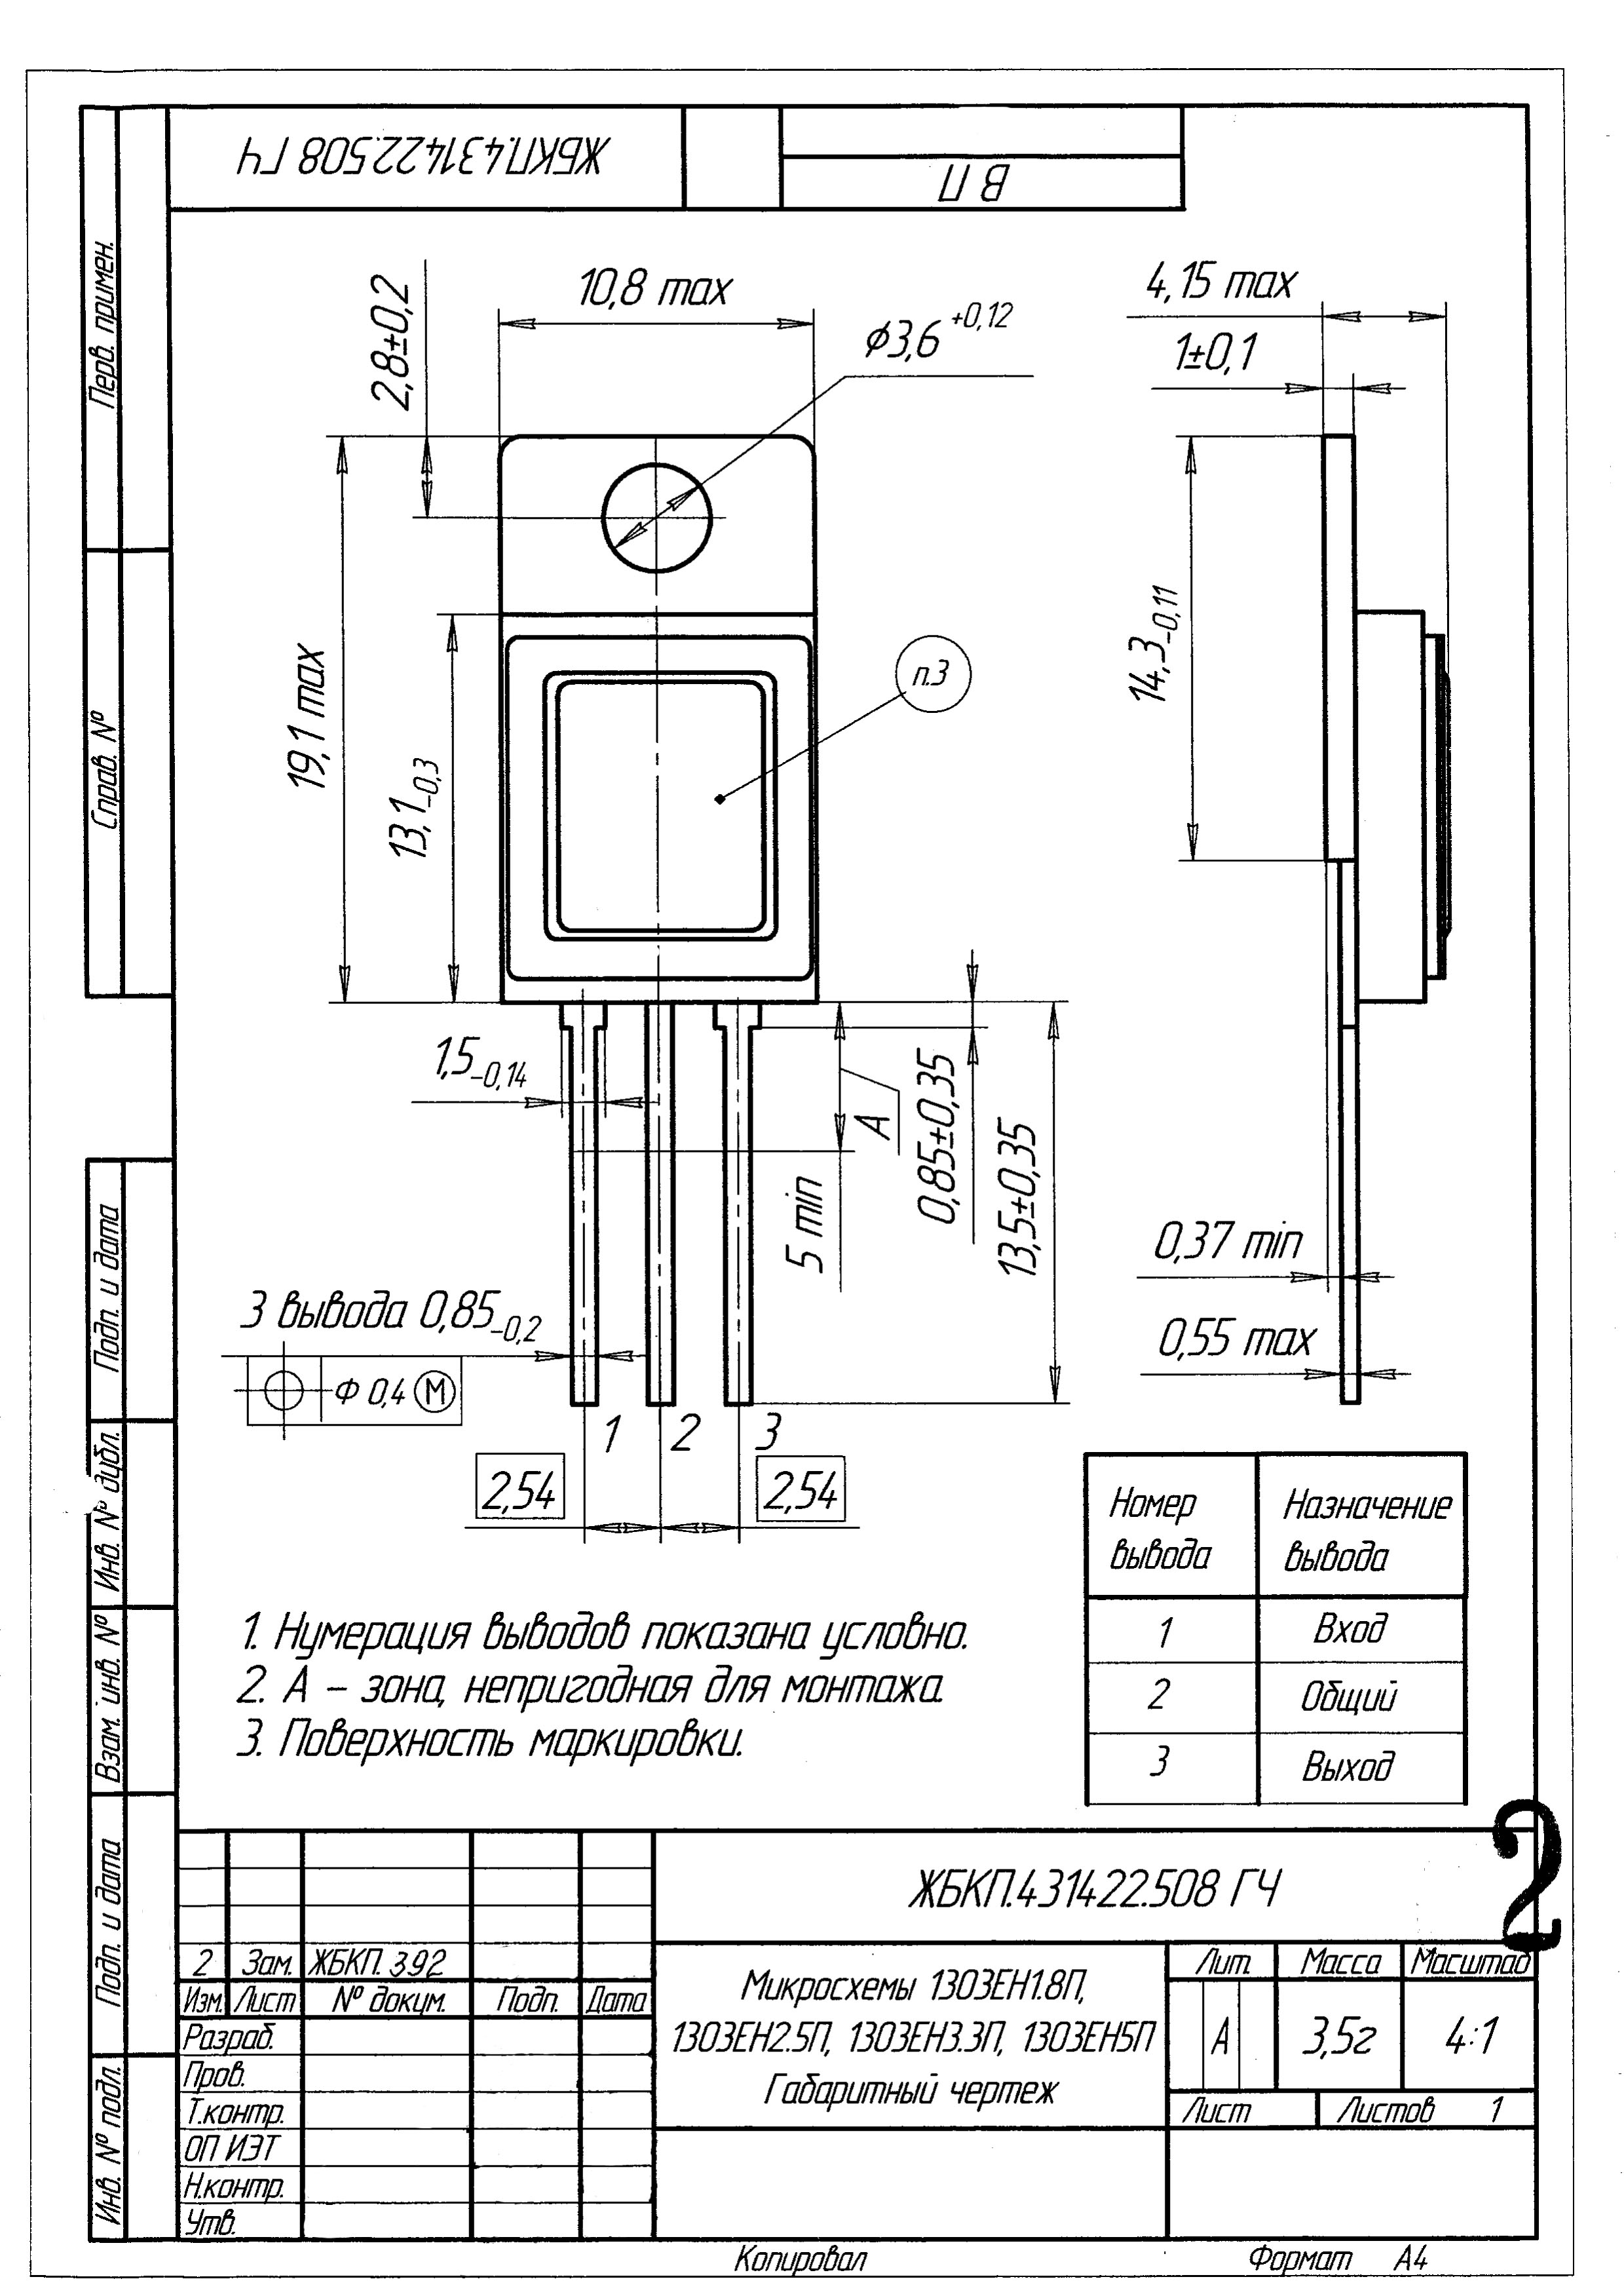 ЖБКП.431422.508 ГЧ
В П
Перв. примен.
Справ. №
Подп. и дата
Инв. № дубл.
Взам. инв. №
Подп. и дата
Инв. № подл.
10,8 max
2,8±0,2
ϕ3,6 +0,12
4,15 max
1±0,1
19,1 max
13,1 -0,3
14,3 -0,11
п.3
1,5 -0,14
А
5 min
0,85±0,35
13,5±0,35
0,37 min
0,55 max
3 вывода 0,85 -0,2
ϕ 0,4 Ⓜ
1 2 3
2,54 2,54
Номер вывода
Назначение вывода
1 Вход
2 Общий
3 Выход
1. Нумерация выводов показана условно.
2. А – зона, непригодная для монтажа.
3. Поверхность маркировки.
2
ЖБКП.431422.508 ГЧ
2 Зам. ЖБКП. 392
Изм. Лист № докум. Подп. Дата
Разраб.
Пров.
Т.контр.
ОП ИЭТ
Н.контр.
Утв.
Микросхемы 1303ЕН1.8П,
1303ЕН2.5П, 1303ЕН3.3П, 1303ЕН5П
Габаритный чертеж
Лит. Масса Масштаб
А 3,5г 4:1
Лист Листов 1
Копировал Формат А4